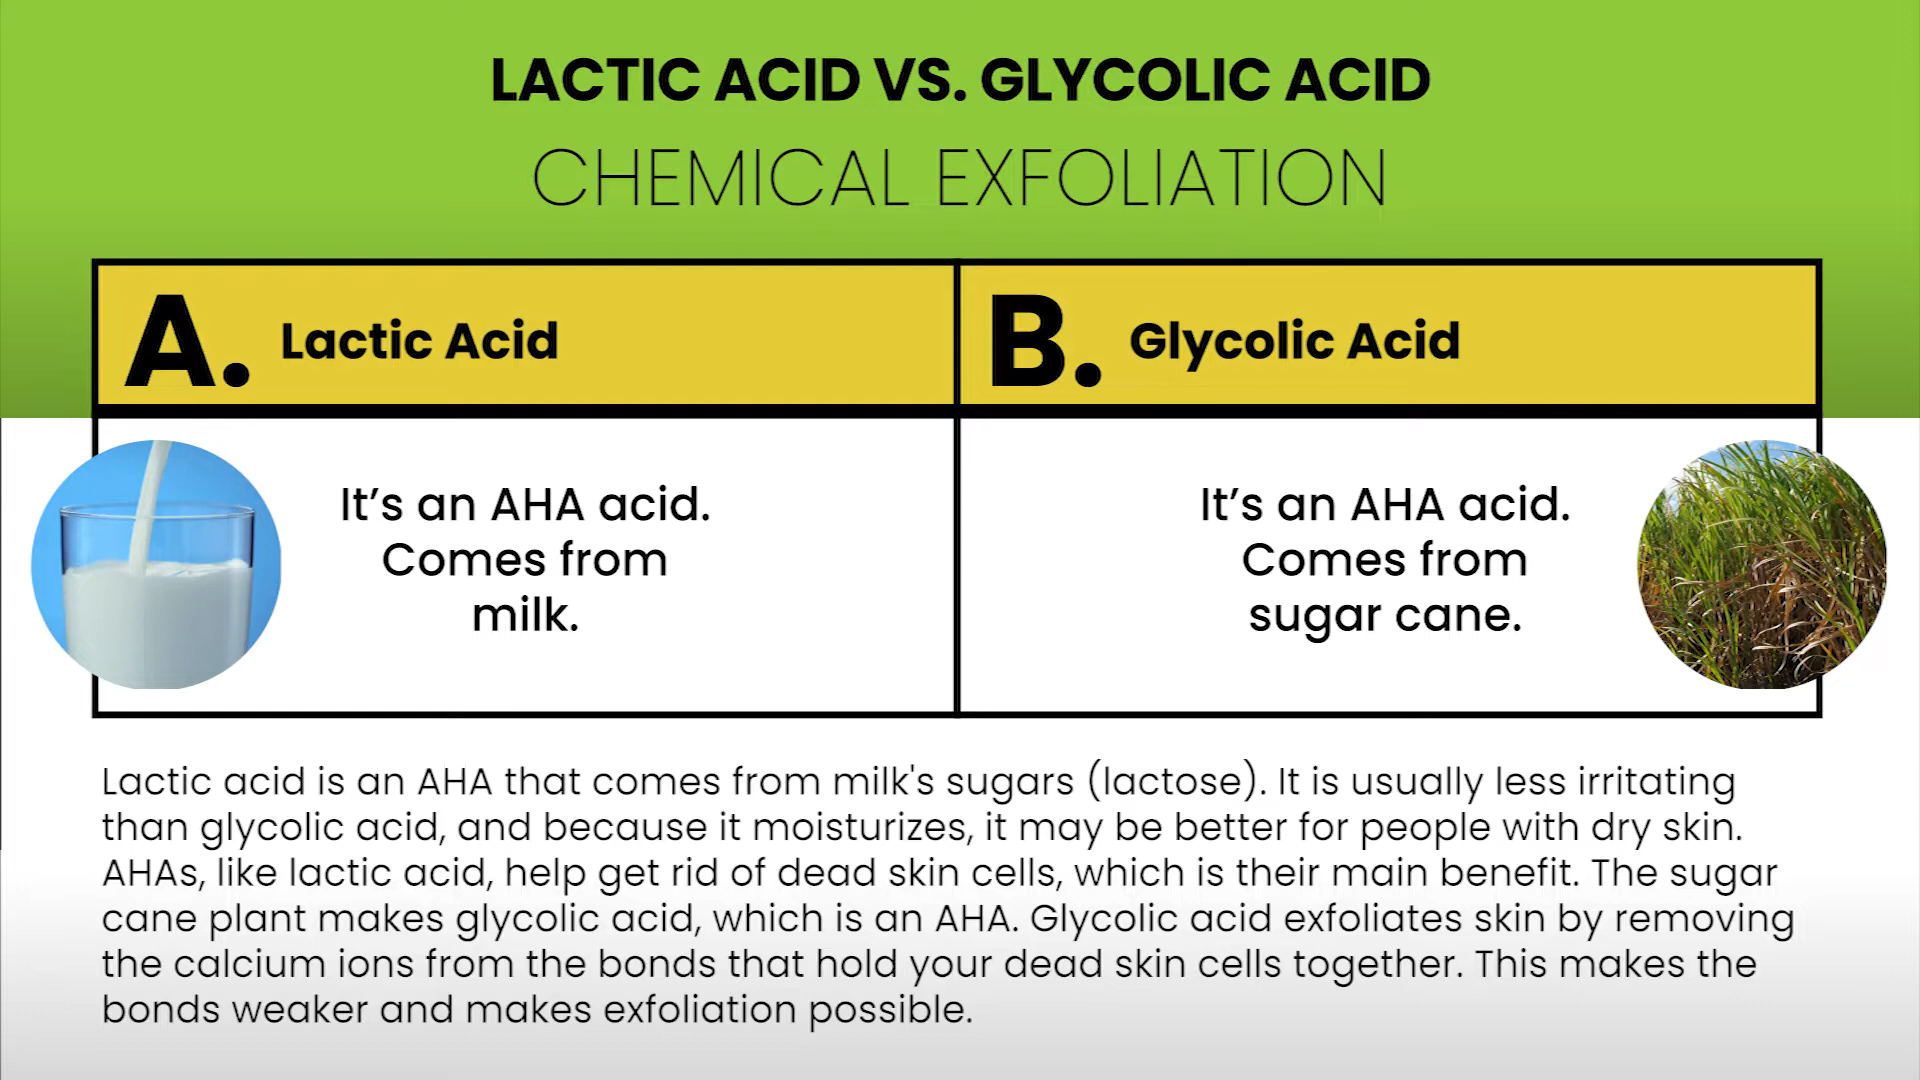 LACTIC ACID VS. GLYCOLIC ACID
CHEMICAL EXFOLIATION
A. Lactic Acid
B. Glycolic Acid
It’s an AHA acid.
Comes from
milk.
It’s an AHA acid.
Comes from
sugar cane.
Lactic acid is an AHA that comes from milk's sugars (lactose). It is usually less irritating
than glycolic acid, and because it moisturizes, it may be better for people with dry skin.
AHAs, like lactic acid, help get rid of dead skin cells, which is their main benefit. The sugar
cane plant makes glycolic acid, which is an AHA. Glycolic acid exfoliates skin by removing
the calcium ions from the bonds that hold your dead skin cells together. This makes the
bonds weaker and makes exfoliation possible.